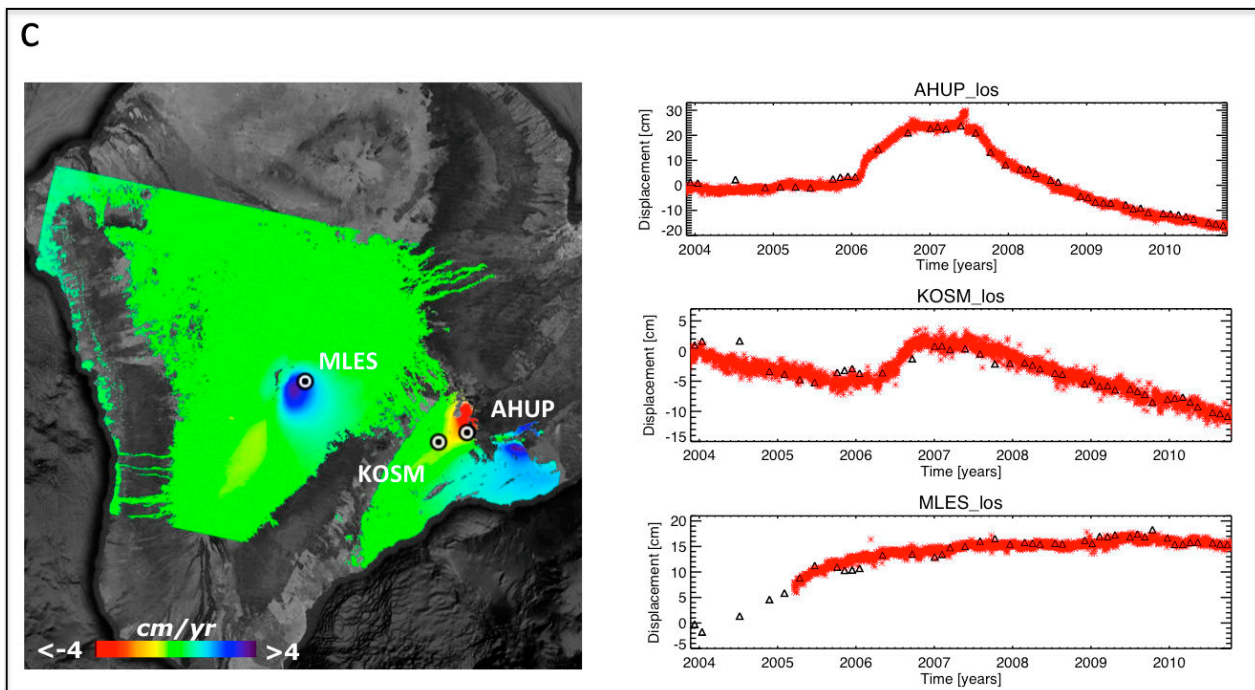 C
MLES
AHUP
KOSM
cm/yr
<-4 >4
AHUP_los
Displacement [cm]
30
20
10
0
-10
-20
2004 2005 2006 2007 2008 2009 2010
Time [years]
KOSM_los
Displacement [cm]
5
0
-5
-10
-15
2004 2005 2006 2007 2008 2009 2010
Time [years]
MLES_los
Displacement [cm]
20
15
10
5
0
-5
2004 2005 2006 2007 2008 2009 2010
Time [years]